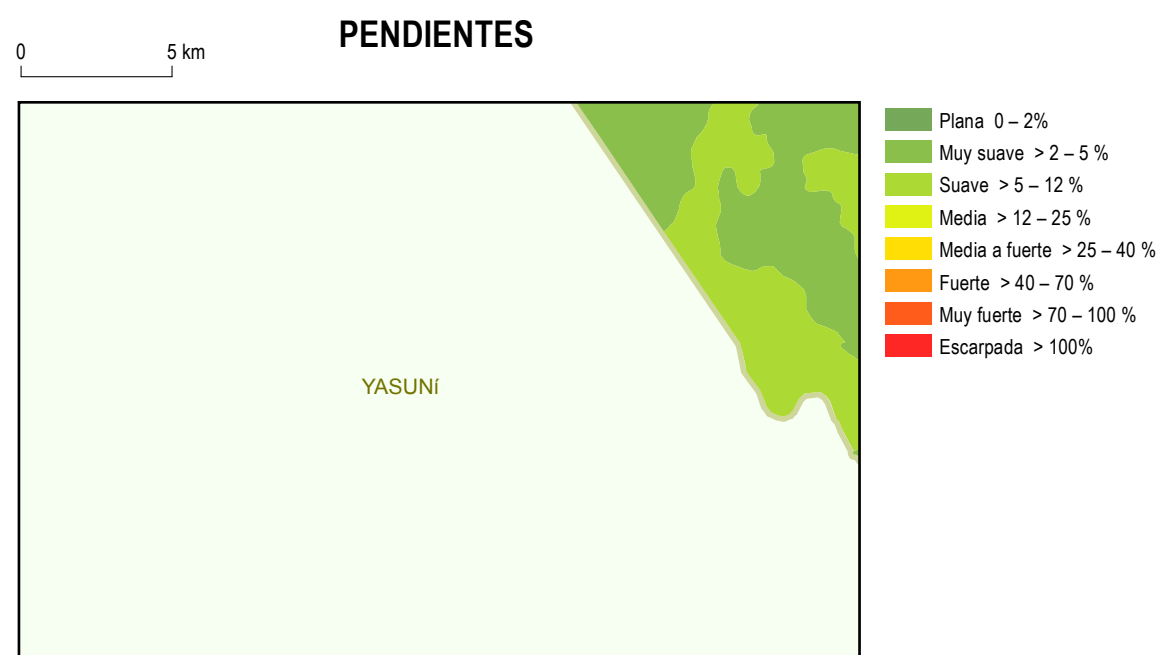 PENDIENTES
0 5 km
Plana 0 – 2%
Muy suave > 2 – 5 %
Suave > 5 – 12 %
Media > 12 – 25 %
Media a fuerte > 25 – 40 %
Fuerte > 40 – 70 %
Muy fuerte > 70 – 100 %
Escarpada > 100%
YASUNí